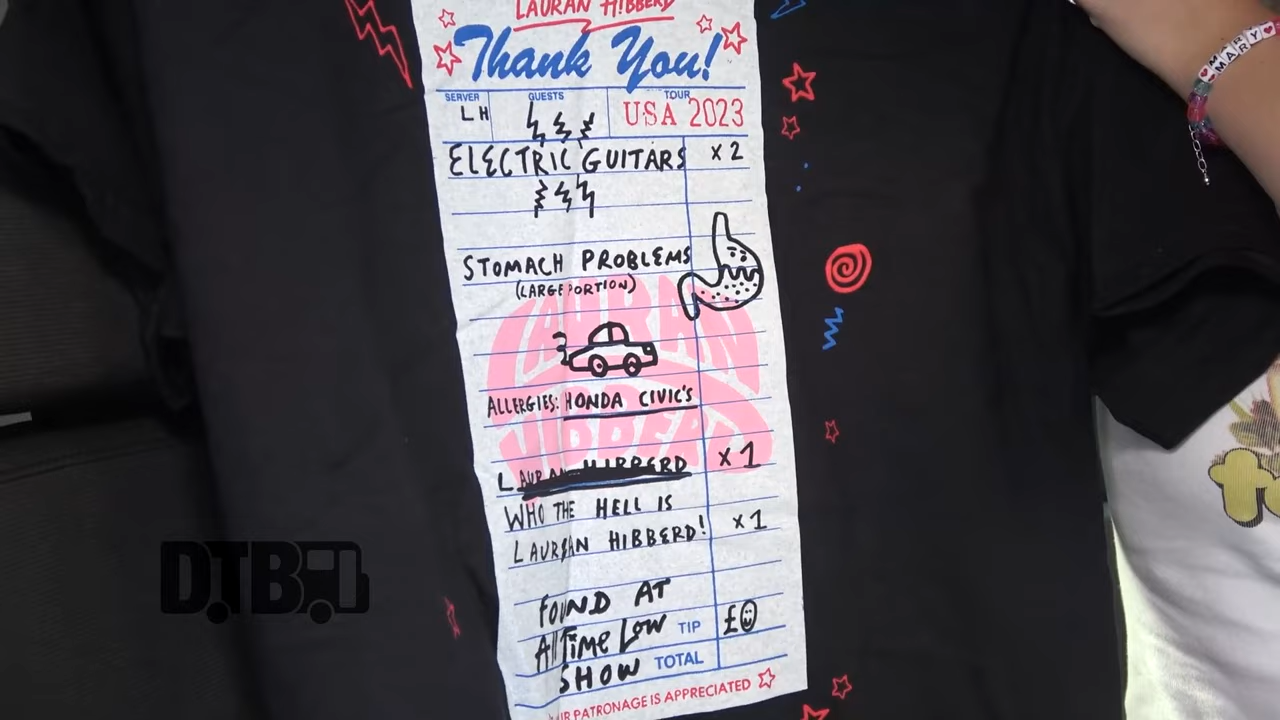 LAURAN HIBBERD
Thank You!
SERVER
GUESTS
TOUR
LH
USA 2023
ELECTRIC GUITARS x2
STOMACH PROBLEMS
(LARGE PORTION)
LAURAN
HIBBERD
ALLERGIES: HONDA CIVIC'S
LAURAN HIBBERD x1
WHO THE HELL IS
LAURAN HIBBERD! x1
FOUND AT
All Time Low TIP £0
SHOW TOTAL
PATRONAGE IS APPRECIATED
MARY
DTB